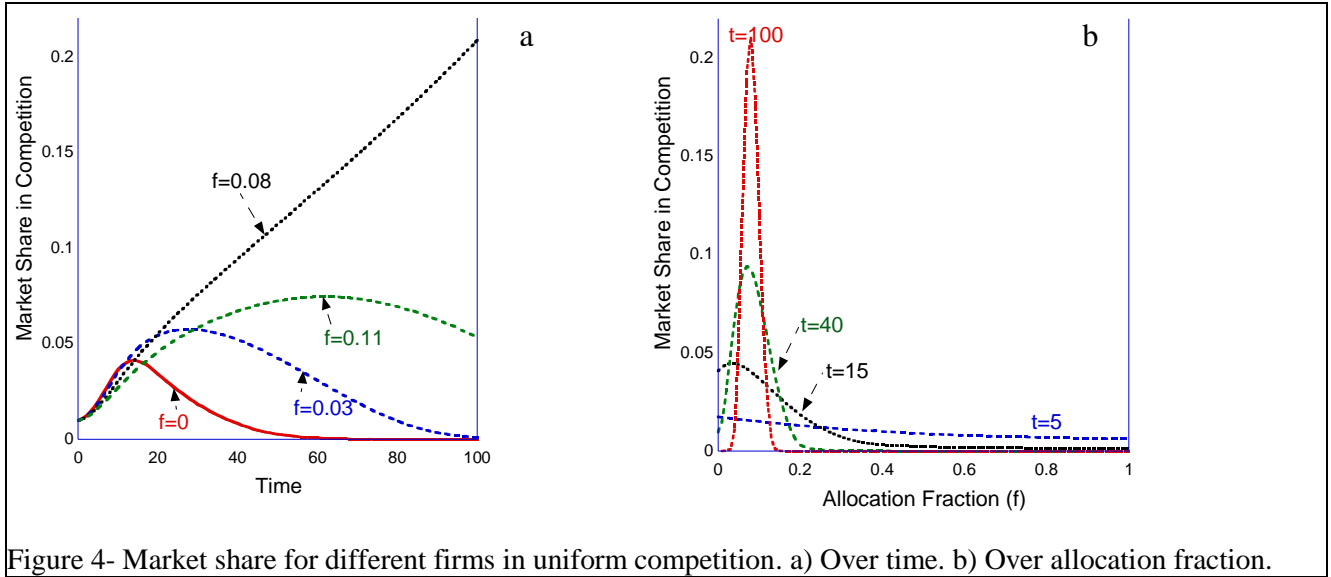 a
Market Share in Competition
0.2
0.15
0.1
0.05
0
f=0.08
f=0.11
f=0.03
f=0
0 20 40 60 80 100
Time
b
Market Share in Competition
0.2
0.15
0.1
0.05
0
t=100
t=40
t=15
t=5
0 0.2 0.4 0.6 0.8 1
Allocation Fraction (f)
Figure 4- Market share for different firms in uniform competition. a) Over time. b) Over allocation fraction.